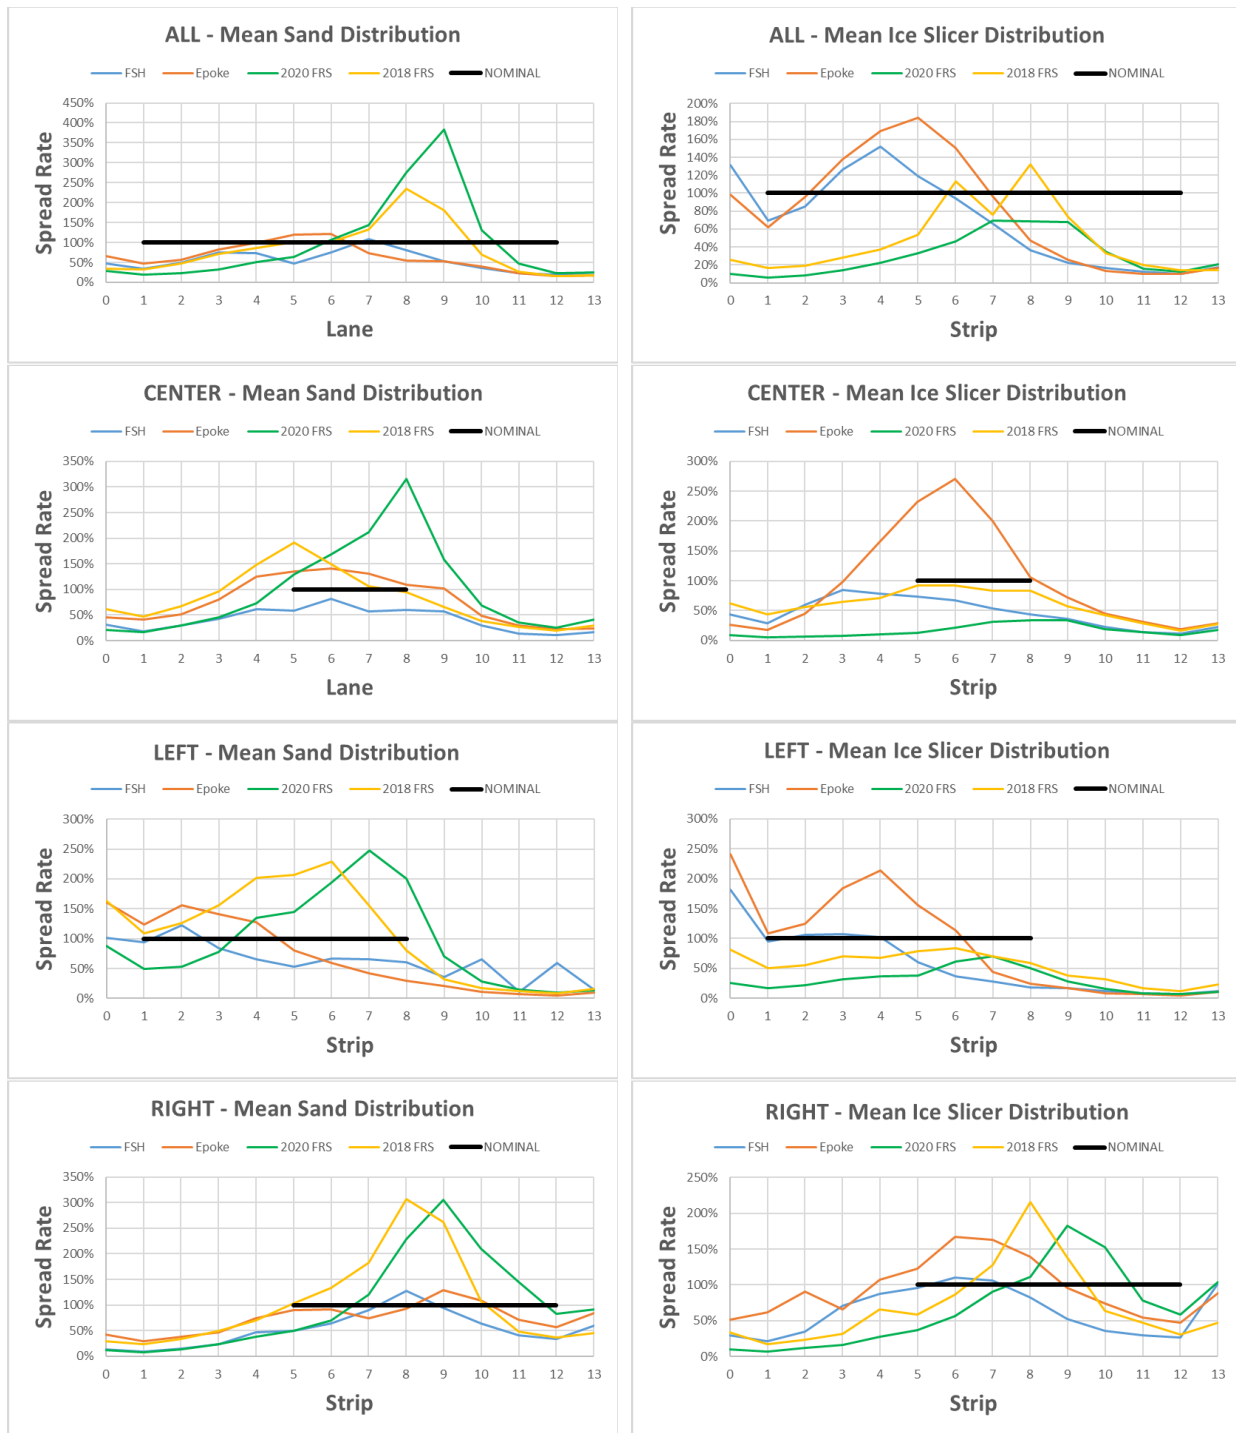 ALL - Mean Sand Distribution
FSH Epoke 2020 FRS 2018 FRS NOMINAL
450%
400%
350%
300%
250%
200%
150%
100%
50%
0%
Spread Rate
0 1 2 3 4 5 6 7 8 9 10 11 12 13
Lane
ALL - Mean Ice Slicer Distribution
FSH Epoke 2020 FRS 2018 FRS NOMINAL
200%
180%
160%
140%
120%
100%
80%
60%
40%
20%
0%
Spread Rate
0 1 2 3 4 5 6 7 8 9 10 11 12 13
Strip
CENTER - Mean Sand Distribution
FSH Epoke 2020 FRS 2018 FRS NOMINAL
350%
300%
250%
200%
150%
100%
50%
0%
Spread Rate
0 1 2 3 4 5 6 7 8 9 10 11 12 13
Lane
CENTER - Mean Ice Slicer Distribution
FSH Epoke 2020 FRS 2018 FRS NOMINAL
300%
250%
200%
150%
100%
50%
0%
Spread Rate
0 1 2 3 4 5 6 7 8 9 10 11 12 13
Strip
LEFT - Mean Sand Distribution
FSH Epoke 2020 FRS 2018 FRS NOMINAL
300%
250%
200%
150%
100%
50%
0%
Spread Rate
0 1 2 3 4 5 6 7 8 9 10 11 12 13
Strip
LEFT - Mean Ice Slicer Distribution
FSH Epoke 2020 FRS 2018 FRS NOMINAL
300%
250%
200%
150%
100%
50%
0%
Spread Rate
0 1 2 3 4 5 6 7 8 9 10 11 12 13
Strip
RIGHT - Mean Sand Distribution
FSH Epoke 2020 FRS 2018 FRS NOMINAL
350%
300%
250%
200%
150%
100%
50%
0%
Spread Rate
0 1 2 3 4 5 6 7 8 9 10 11 12 13
Strip
RIGHT - Mean Ice Slicer Distribution
FSH Epoke 2020 FRS 2018 FRS NOMINAL
250%
200%
150%
100%
50%
0%
Spread Rate
0 1 2 3 4 5 6 7 8 9 10 11 12 13
Strip